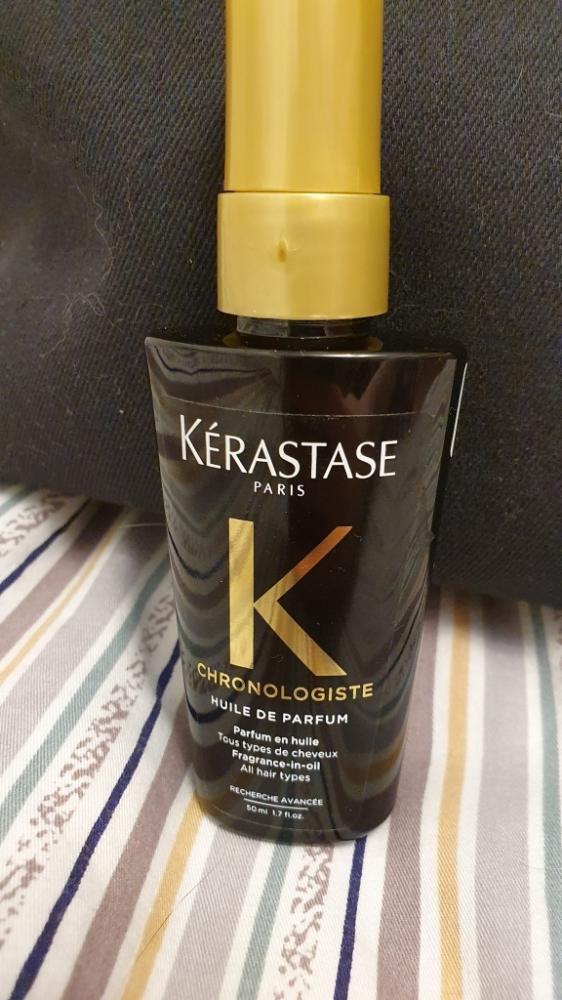 KÉRASTASE
PARIS
K
CHRONOLOGISTE
HUILE DE PARFUM
Parfum en huile
Tous types de cheveux
Fragrance-in-oil
All hair types
RECHERCHE AVANCÉE
50 ml 1.7 fl.oz.